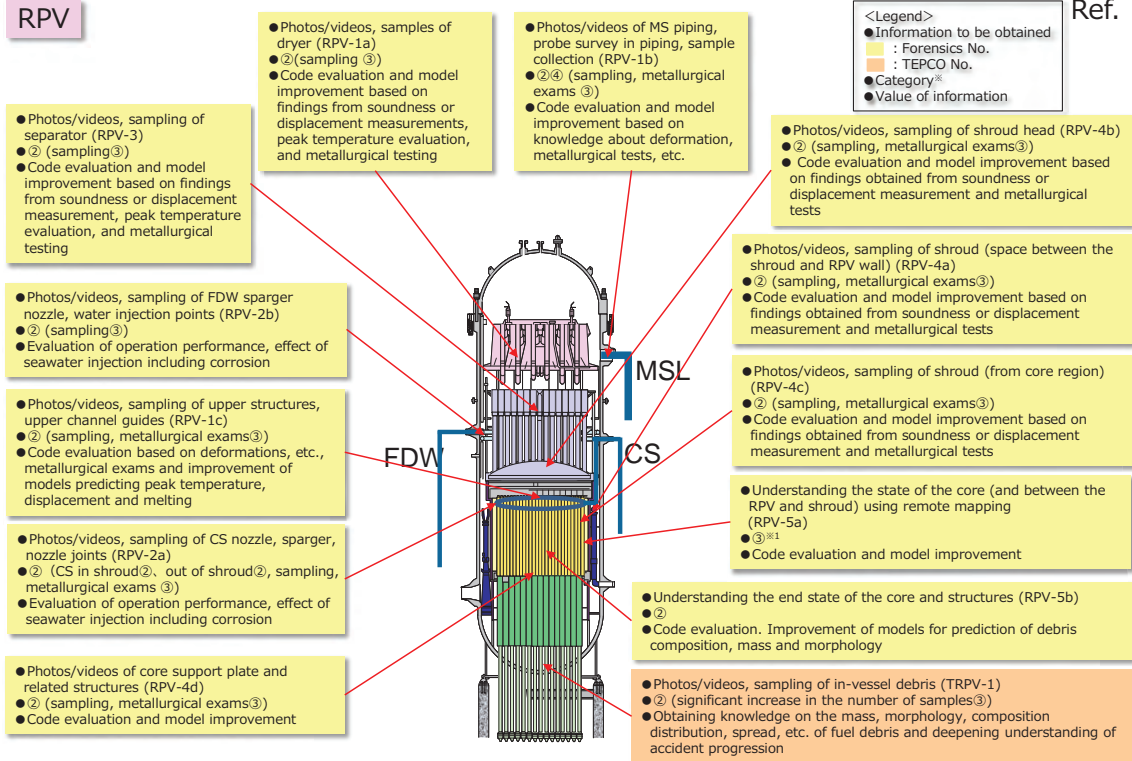 RPV
Ref.
<Legend>
●Information to be obtained
: Forensics No.
: TEPCO No.
●Category※
●Value of information
●Photos/videos, samples of
dryer (RPV-1a)
●②(sampling ③)
●Code evaluation and model
improvement based on
findings from soundness or
displacement measurements,
peak temperature evaluation,
and metallurgical testing
●Photos/videos of MS piping,
probe survey in piping, sample
collection (RPV-1b)
●②④ (sampling, metallurgical
exams ③)
●Code evaluation and model
improvement based on
knowledge about deformation,
metallurgical tests, etc.
●Photos/videos, sampling of
separator (RPV-3)
●② (sampling③)
●Code evaluation and model
improvement based on findings
from soundness or displacement
measurement, peak temperature
evaluation, and metallurgical
testing
●Photos/videos, sampling of shroud head (RPV-4b)
●② (sampling, metallurgical exams③)
● Code evaluation and model improvement based
on findings obtained from soundness or
displacement measurement and metallurgical
tests
●Photos/videos, sampling of shroud (space between the
shroud and RPV wall) (RPV-4a)
●② (sampling, metallurgical exams③)
●Code evaluation and model improvement based on
findings obtained from soundness or displacement
measurement and metallurgical tests
●Photos/videos, sampling of FDW sparger
nozzle, water injection points (RPV-2b)
●② (sampling③)
●Evaluation of operation performance, effect of
seawater injection including corrosion
MSL
●Photos/videos, sampling of shroud (from core region)
(RPV-4c)
●② (sampling, metallurgical exams③)
●Code evaluation and model improvement based on
findings obtained from soundness or displacement
measurement and metallurgical tests
●Photos/videos, sampling of upper structures,
upper channel guides (RPV-1c)
●② (sampling, metallurgical exams③)
●Code evaluation based on deformations, etc.,
metallurgical exams and improvement of
models predicting peak temperature,
displacement and melting
FDW
CS
●Understanding the state of the core (and between the
RPV and shroud) using remote mapping
(RPV-5a)
●③※1
●Code evaluation and model improvement
●Photos/videos, sampling of CS nozzle, sparger,
nozzle joints (RPV-2a)
●② (CS in shroud②、out of shroud②, sampling,
metallurgical exams ③)
●Evaluation of operation performance, effect of
seawater injection including corrosion
●Understanding the end state of the core and structures (RPV-5b)
●②
●Code evaluation. Improvement of models for prediction of debris
composition, mass and morphology
●Photos/videos of core support plate and
related structures (RPV-4d)
●② (sampling, metallurgical exams③)
●Code evaluation and model improvement
●Photos/videos, sampling of in-vessel debris (TRPV-1)
●② (significant increase in the number of samples③)
●Obtaining knowledge on the mass, morphology, composition
distribution, spread, etc. of fuel debris and deepening understanding of
accident progression